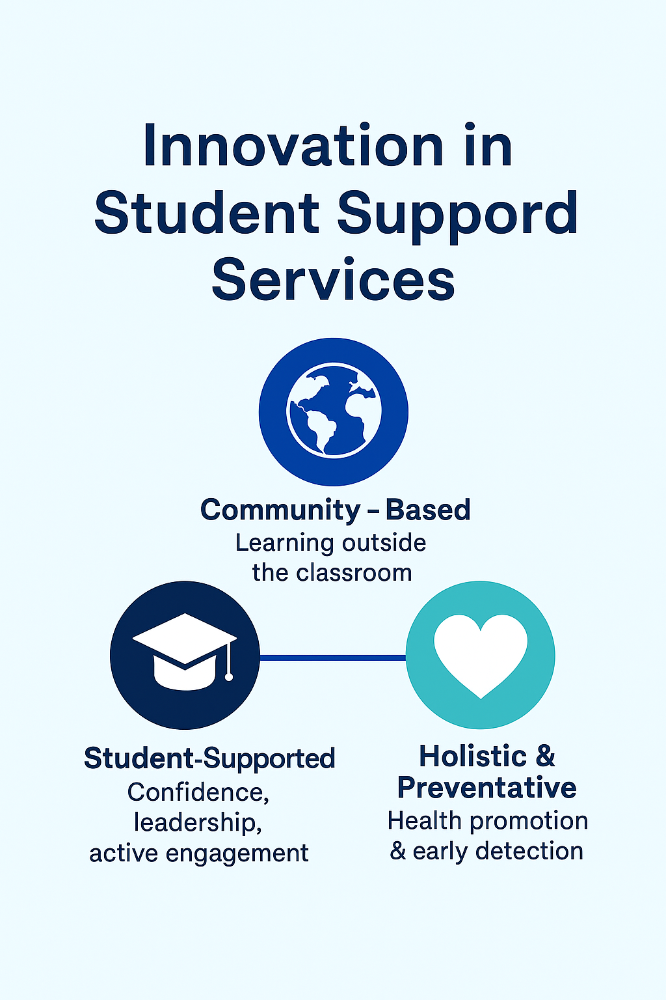 Innovation in
Student Suppord
Services
Community – Based
Learning outside
the classroom
Student-Supported
Confidence,
leadership,
active engagement
Holistic &
Preventative
Health promotion
& early detection